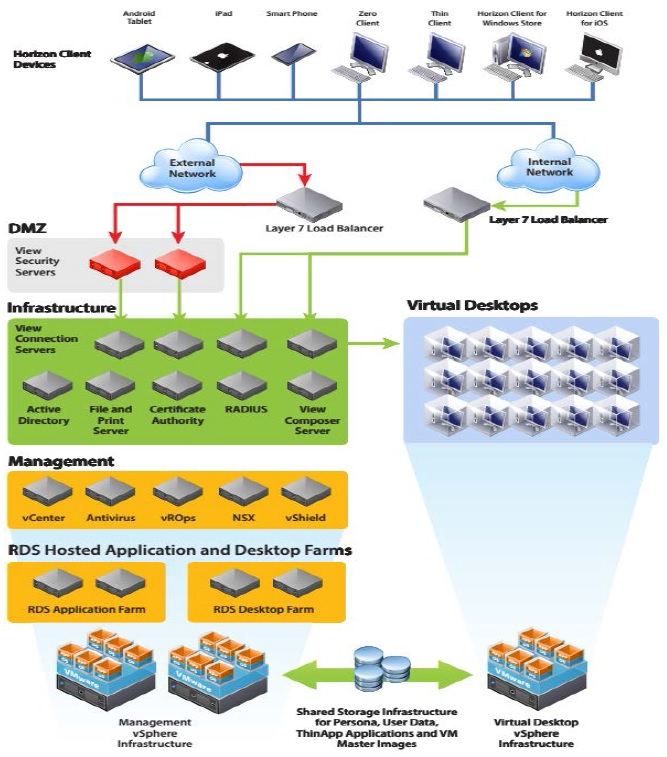 Android
Tablet
iPad
Smart Phone
Zero
Client
Thin
Client
Horizon Client for
Windows Store
Horizon Client
for iOS
Horizon Client
Devices
External
Network
Internal
Network
Layer 7 Load Balancer
Layer 7 Load Balancer
DMZ
View
Security
Servers
Infrastructure
Virtual Desktops
View
Connection
Servers
Active
Directory
File and
Print
Server
Certificate
Authority
RADIUS
View
Composer
Server
Management
vCenter
Antivirus
vROps
NSX
vShield
RDS Hosted Application and Desktop Farms
RDS Application Farm
RDS Desktop Farm
VMware
VMware
VMware
Management
vSphere
Infrastructure
Shared Storage Infrastructure
for Persona, User Data,
ThinApp Applications and VM
Master Images
Virtual Desktop
vSphere
Infrastructure